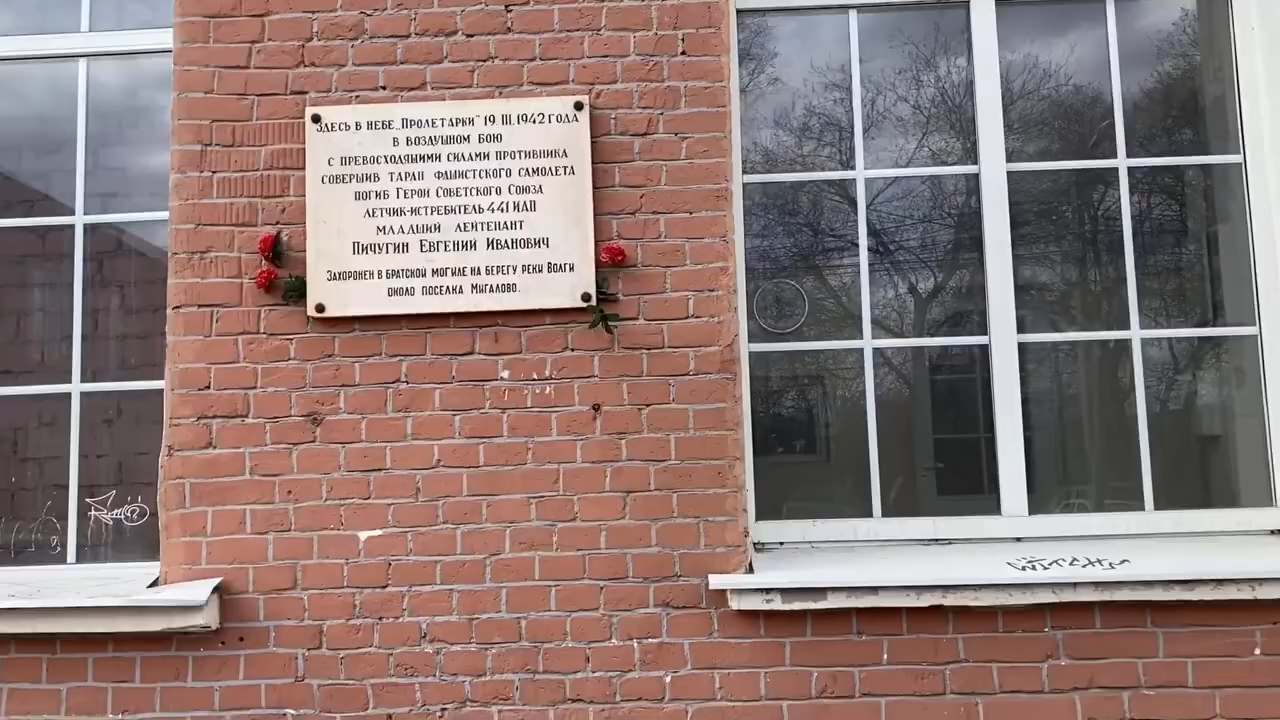 Здесь в небе „Пролетарки" 19.III.1942 года
в воздушном бою
с превосходящими силами противника
совершив таран фашистского самолета
погиб Герой Советского Союза
летчик-истребитель 441 ИАП
младший лейтенант
Пичугин Евгений Иванович
Захоронен в братской могиле на берегу реки Волги
около поселка Мигалово.